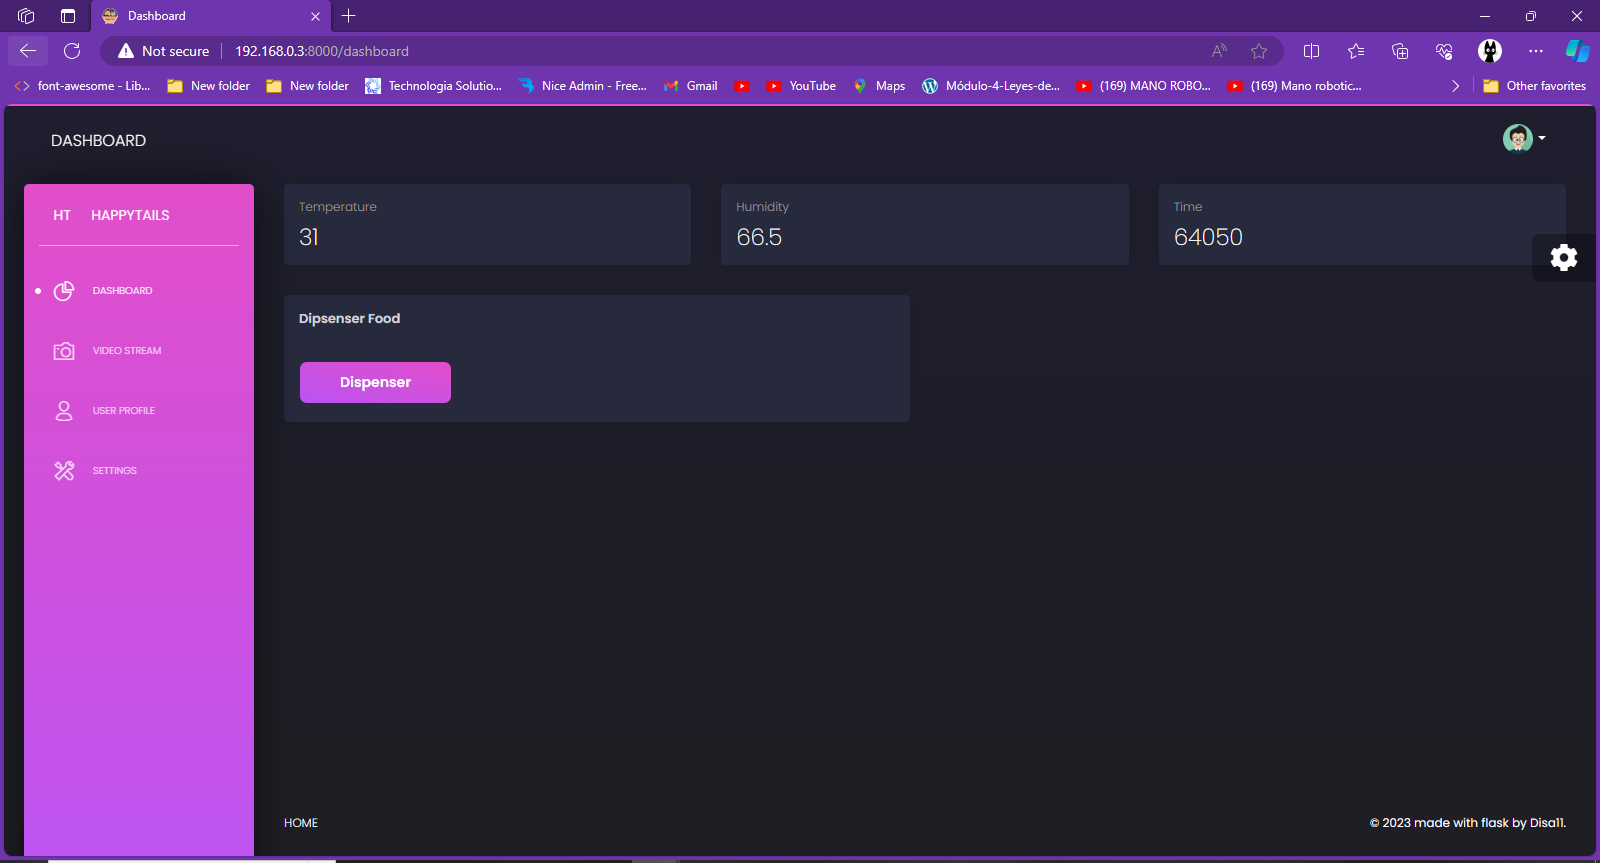 Dashboard
Not secure 192.168.0.3:8000/dashboard
font-awesome - Lib... New folder New folder Technologia Solutio... Nice Admin - Free... Gmail YouTube Maps Módulo-4-Leyes-de... (169) MANO ROBO... (169) Mano robotic... Other favorites
DASHBOARD
HT HAPPYTAILS
DASHBOARD
VIDEO STREAM
USER PROFILE
SETTINGS
Temperature
31
Humidity
66.5
Time
64050
Dipsenser Food
Dispenser
HOME
© 2023 made with flask by Disa11.